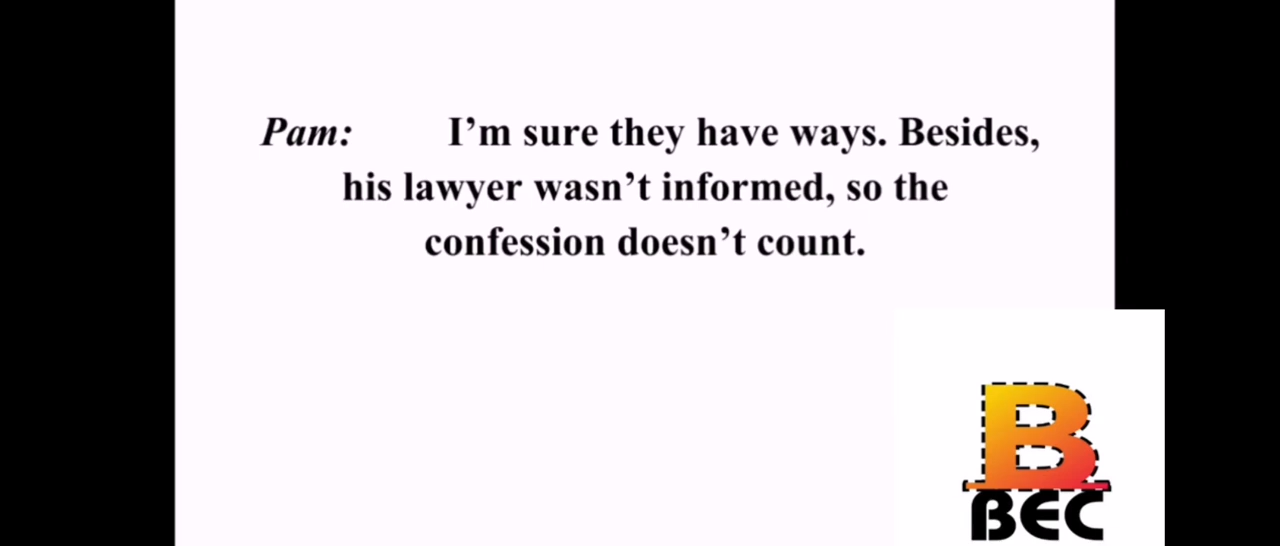 Pam: I’m sure they have ways. Besides,
his lawyer wasn’t informed, so the
confession doesn’t count.
B
BEC